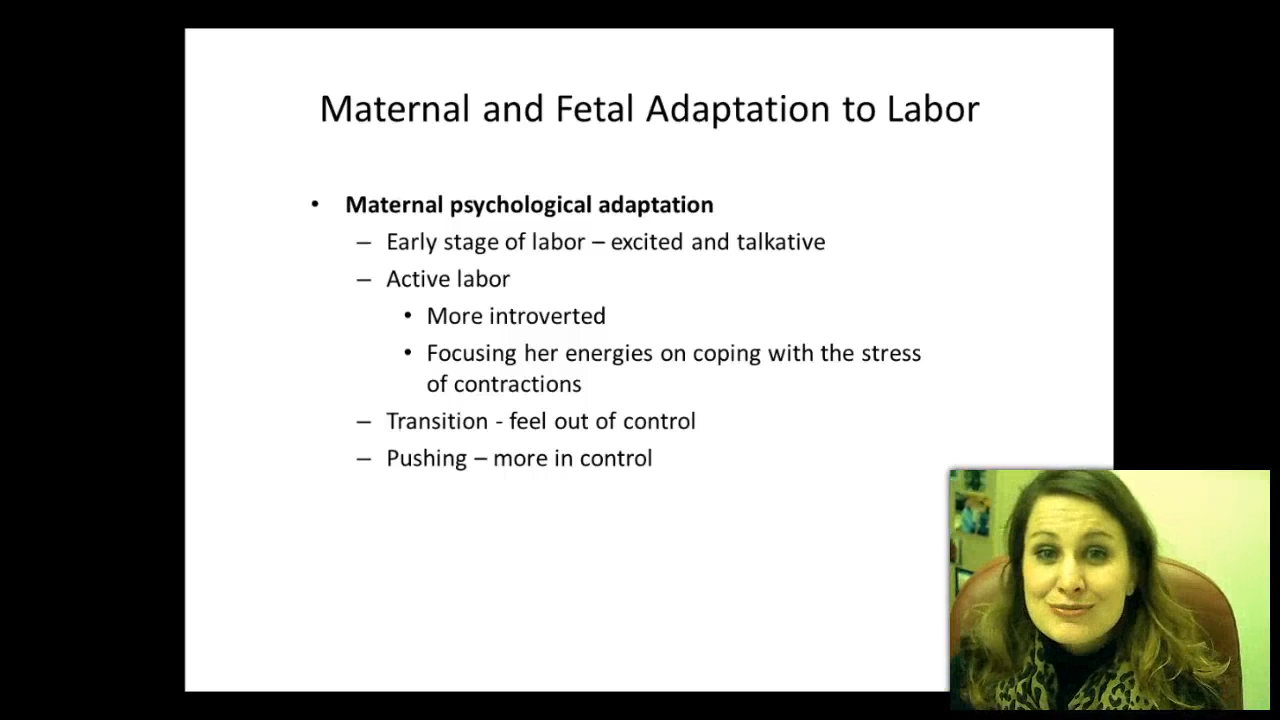 Maternal and Fetal Adaptation to Labor
• Maternal psychological adaptation
– Early stage of labor – excited and talkative
– Active labor
• More introverted
• Focusing her energies on coping with the stress
of contractions
– Transition - feel out of control
– Pushing – more in control